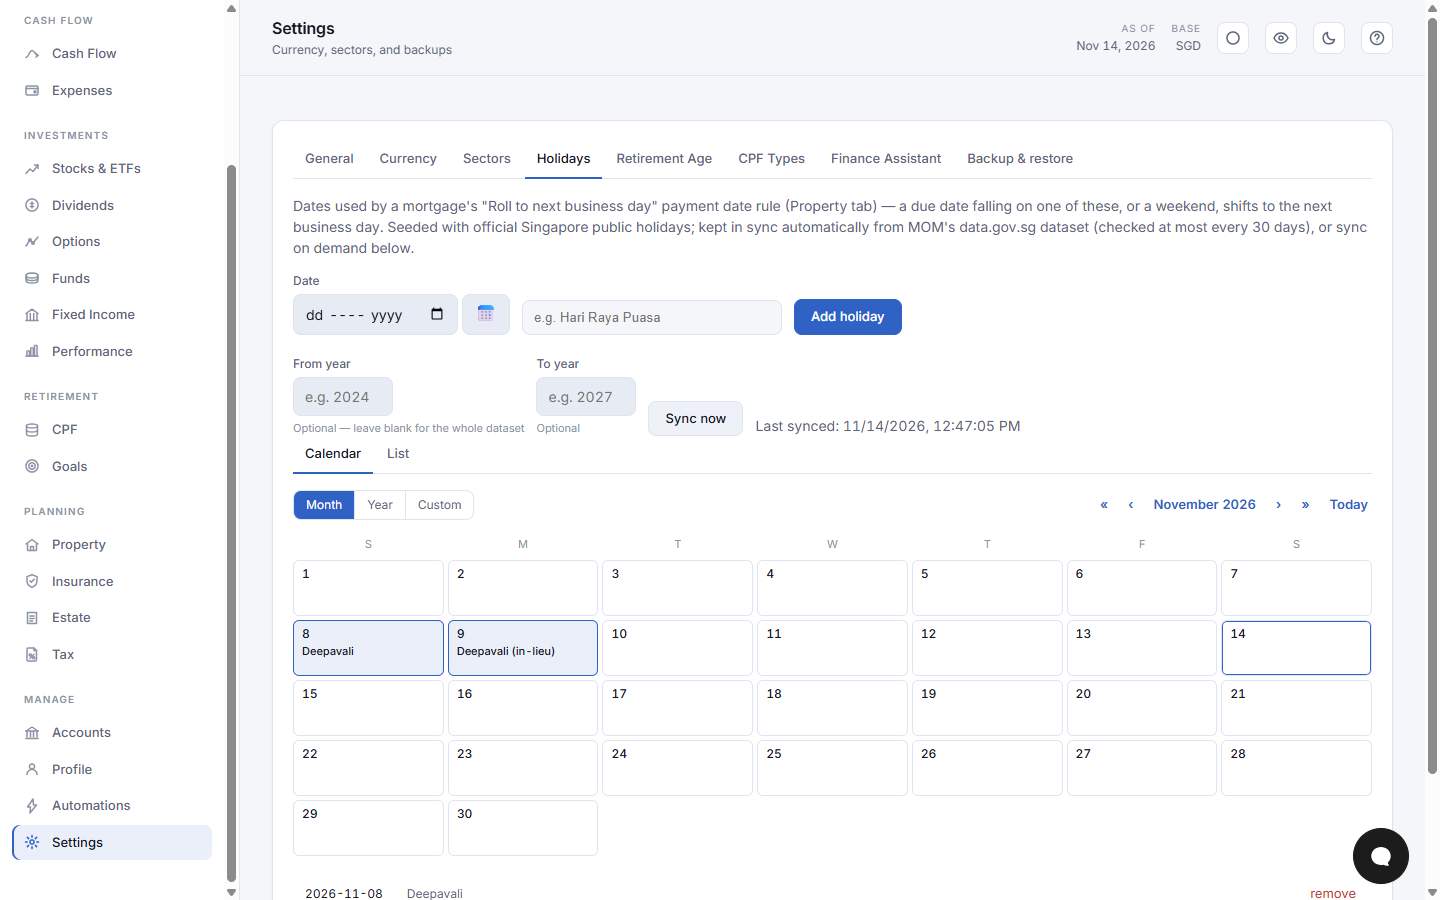 CASH FLOW
Cash Flow
Expenses
INVESTMENTS
Stocks & ETFs
Dividends
Options
Funds
Fixed Income
Performance
RETIREMENT
CPF
Goals
PLANNING
Property
Insurance
Estate
Tax
MANAGE
Accounts
Profile
Automations
Settings
Settings
Currency, sectors, and backups
AS OF
Nov 14, 2026
BASE
SGD
General Currency Sectors Holidays Retirement Age CPF Types Finance Assistant Backup & restore
Dates used by a mortgage's "Roll to next business day" payment date rule (Property tab) — a due date falling on one of these, or a weekend, shifts to the next
business day. Seeded with official Singapore public holidays; kept in sync automatically from MOM's data.gov.sg dataset (checked at most every 30 days), or sync
on demand below.
Date
dd ---- yyyy e.g. Hari Raya Puasa Add holiday
From year To year
e.g. 2024 e.g. 2027 Sync now Last synced: 11/14/2026, 12:47:05 PM
Optional — leave blank for the whole dataset Optional
Calendar List
Month Year Custom « ‹ November 2026 › » Today
S M T W T F S
1 2 3 4 5 6 7
8 9 10 11 12 13 14
Deepavali Deepavali (in-lieu)
15 16 17 18 19 20 21
22 23 24 25 26 27 28
29 30
2026-11-08 Deepavali remove